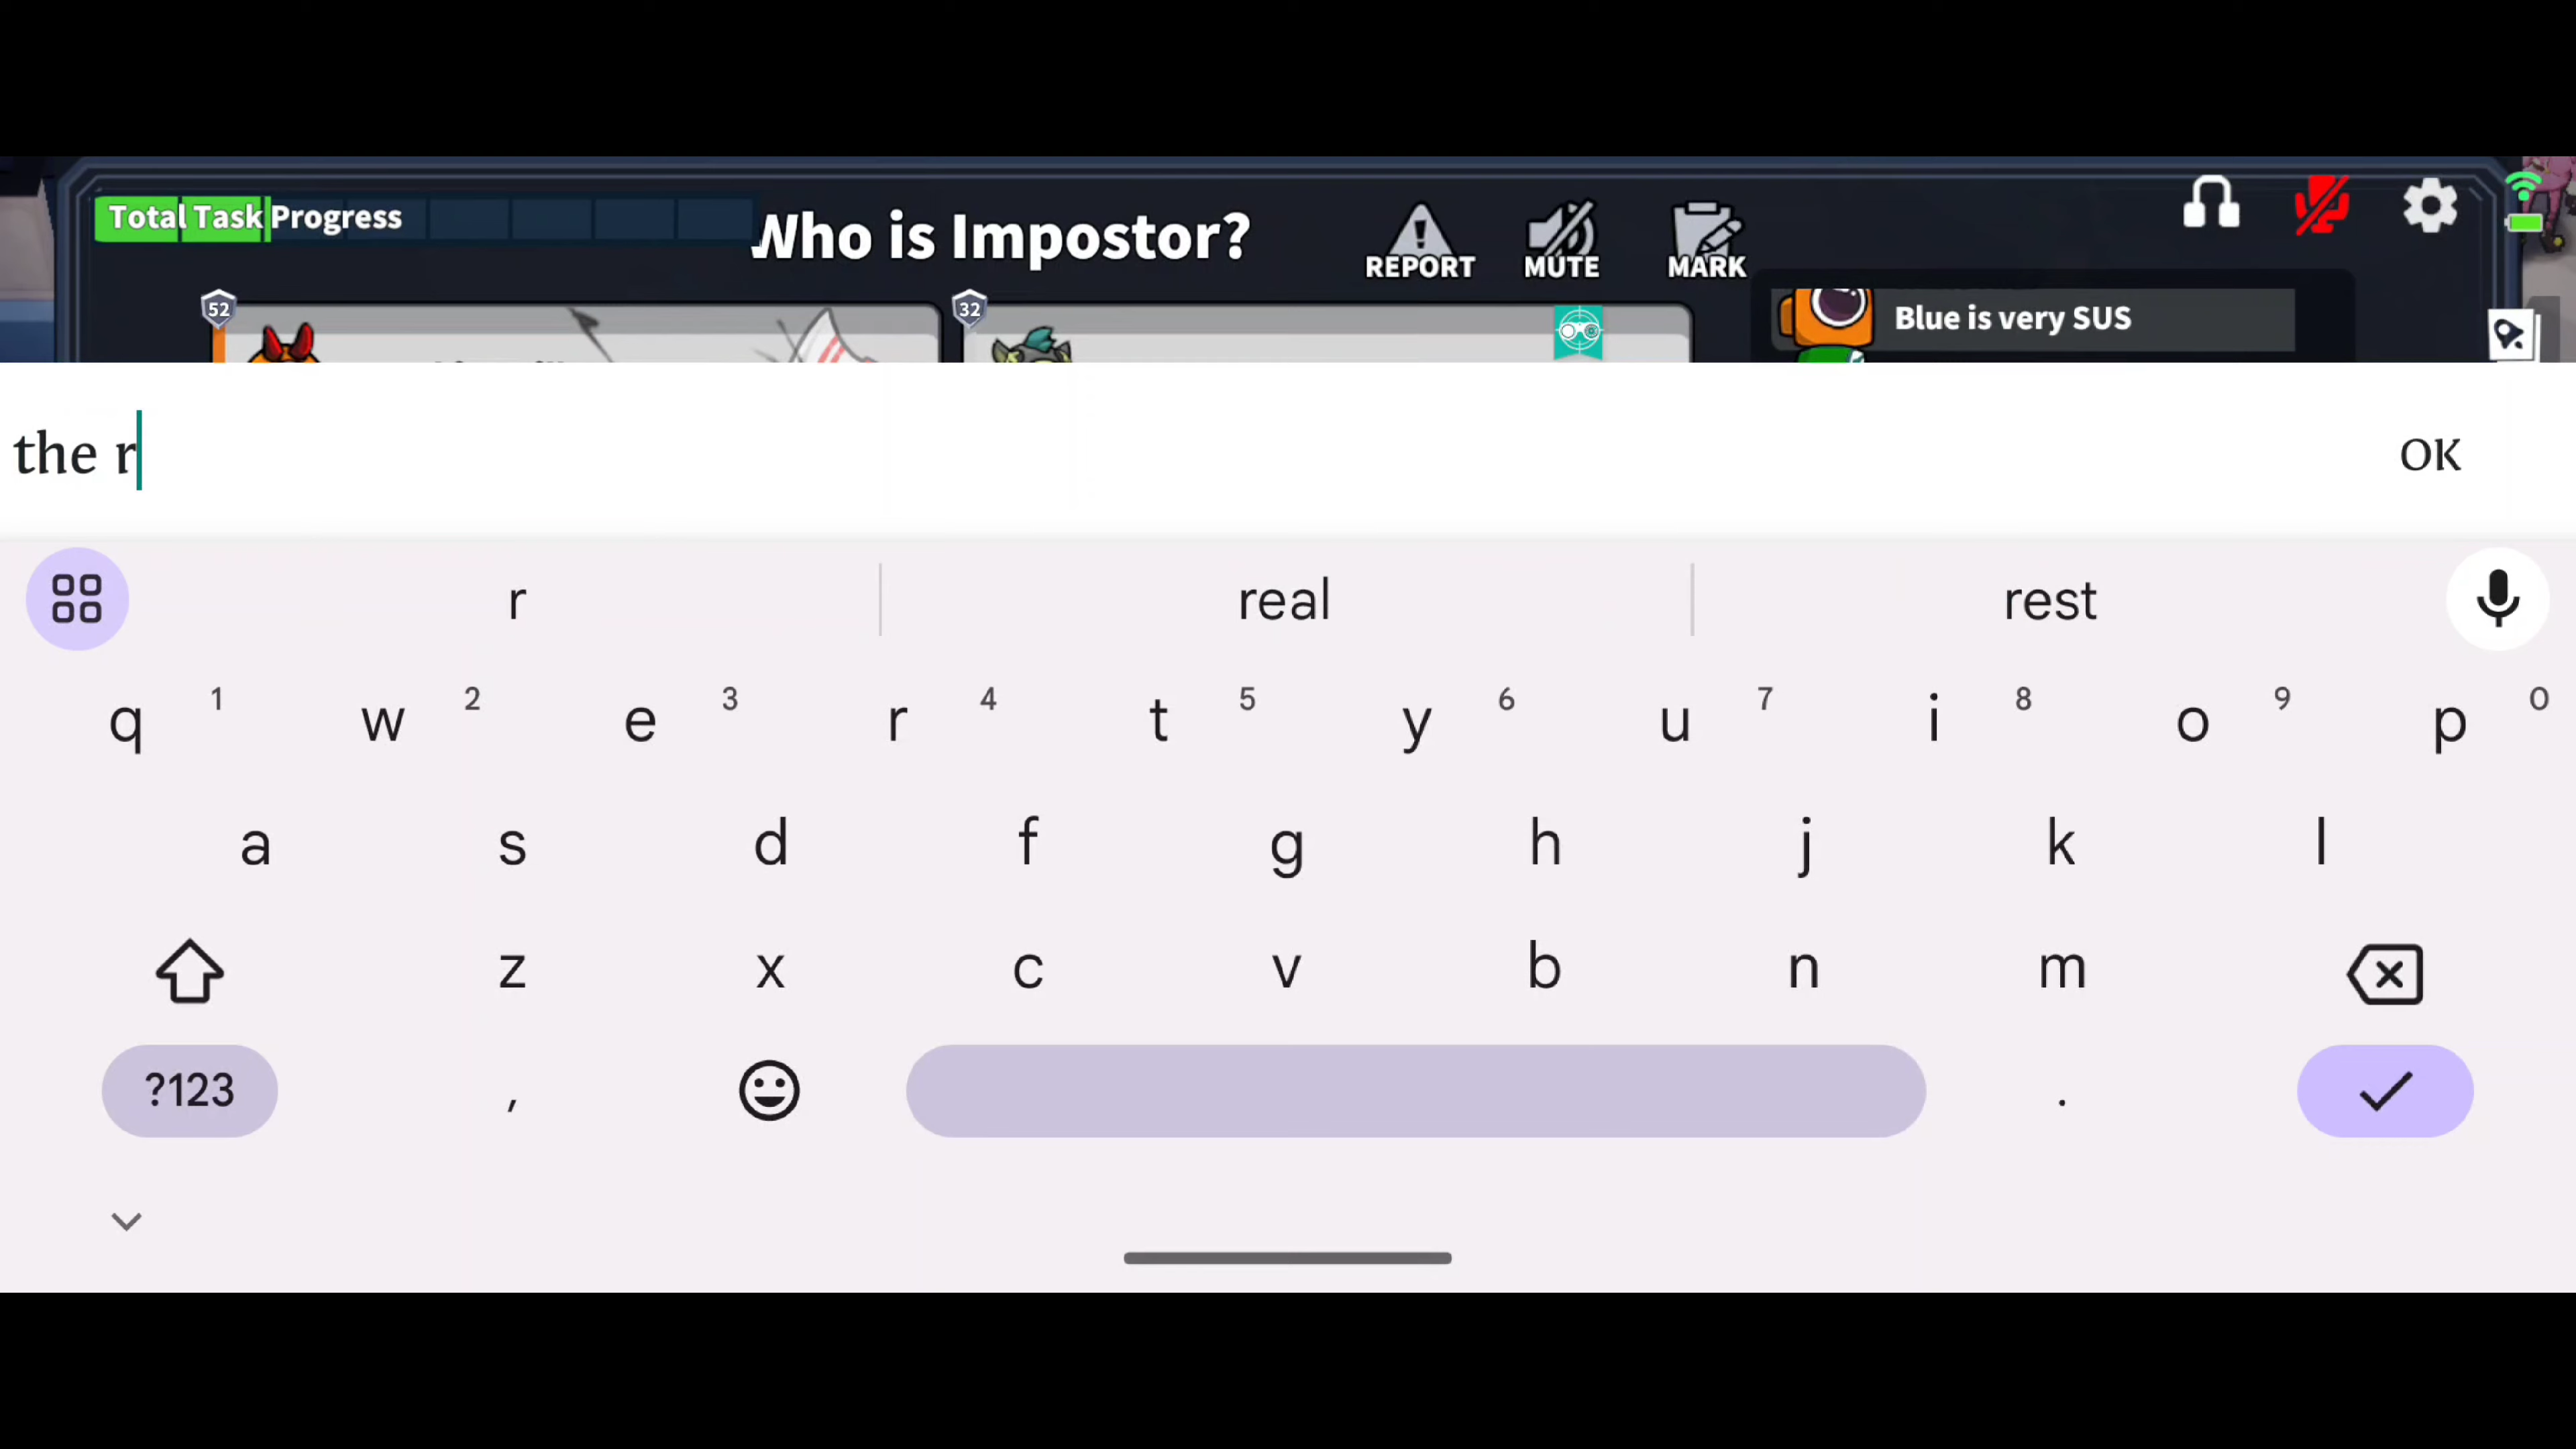 Total Task Progress
Who is Impostor?
REPORT
MUTE
MARK
52
32
Blue is very SUS
the r
OK
r
real
rest
q 1 w 2 e 3 r 4 t 5 y 6 u 7 i 8 o 9 p 0
a s d f g h j k l
z x c v b n m
?123 , .